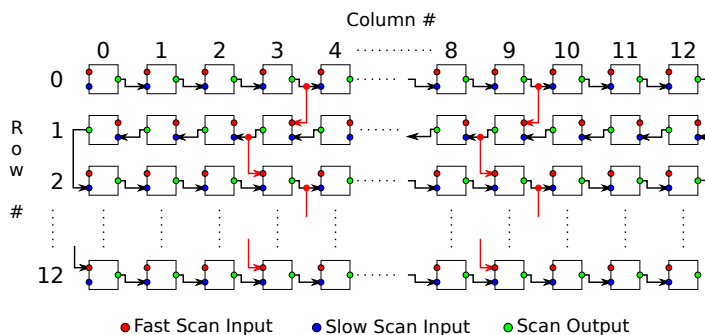 Column #
0 1 2 3 4 8 9 10 11 12
0
1
2
12
Row #
Fast Scan Input Slow Scan Input Scan Output